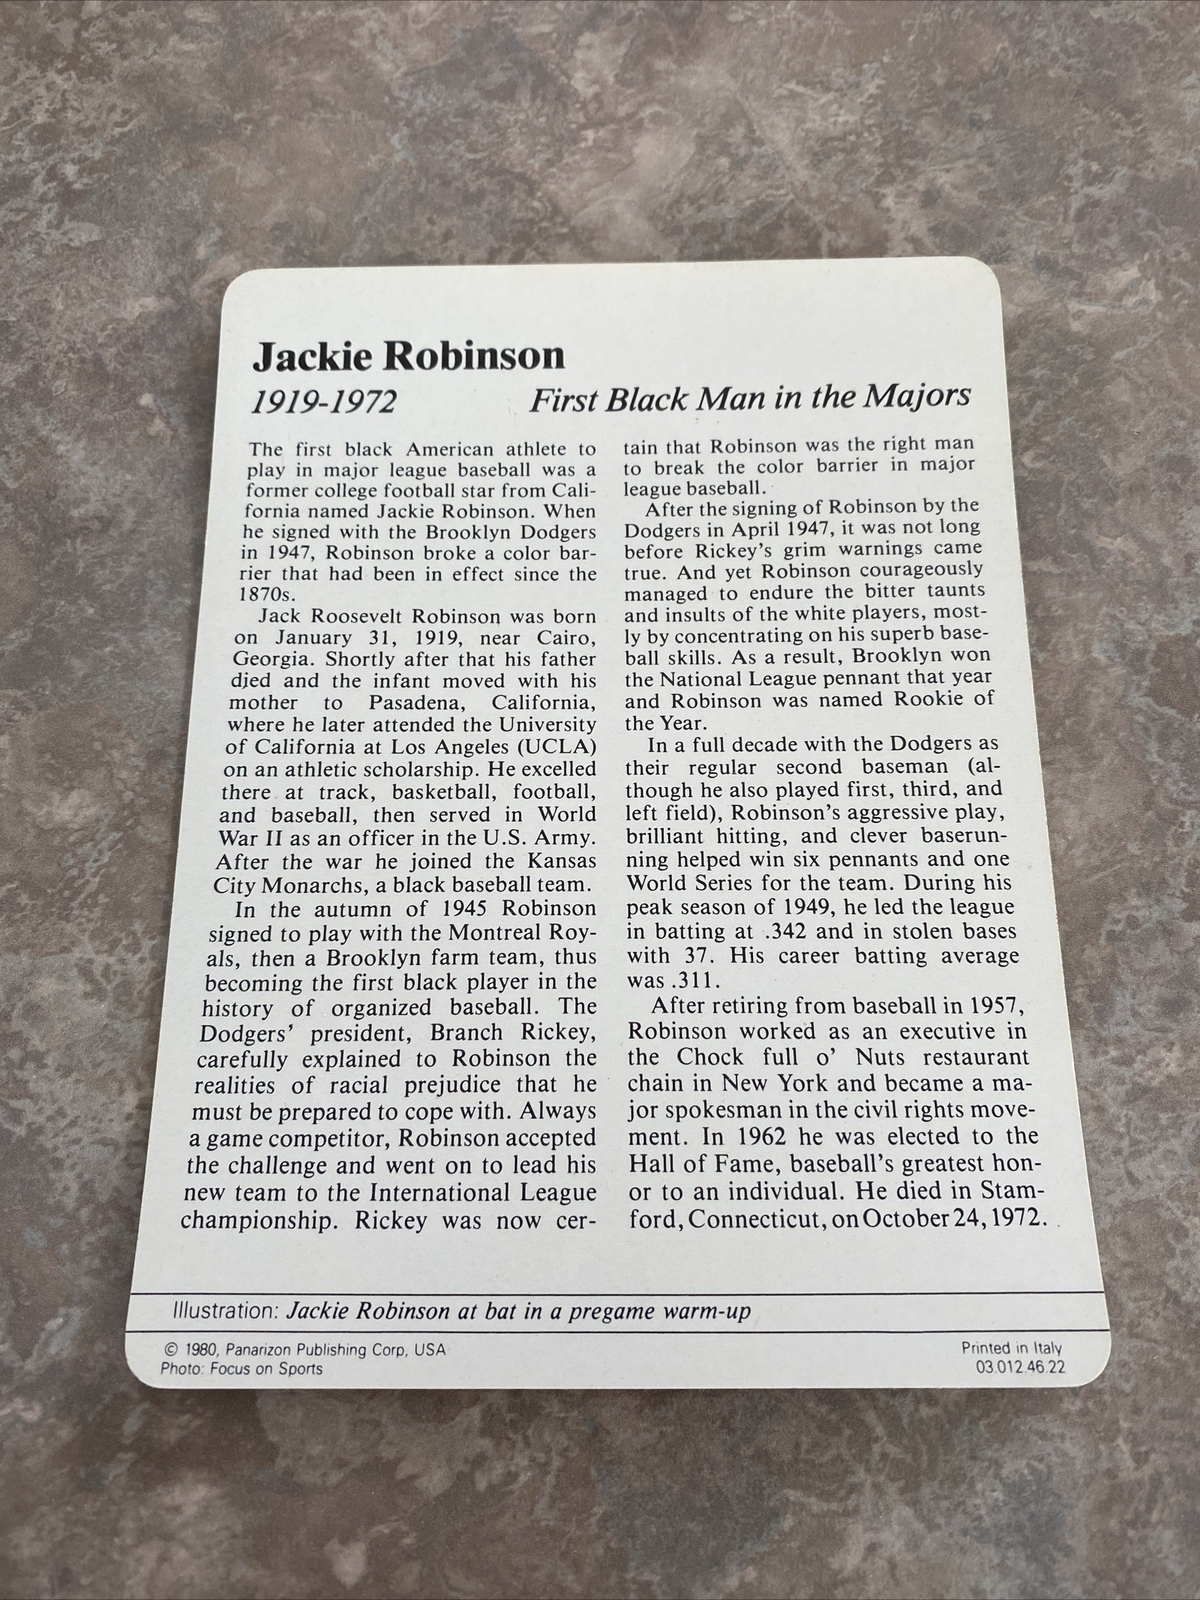 Jackie Robinson
1919-1972
First Black Man in the Majors
The first black American athlete to
play in major league baseball was a
former college football star from Cali-
fornia named Jackie Robinson. When
he signed with the Brooklyn Dodgers
in 1947, Robinson broke a color bar-
rier that had been in effect since the
1870s.
Jack Roosevelt Robinson was born
on January 31, 1919, near Cairo,
Georgia. Shortly after that his father
died and the infant moved with his
mother to Pasadena, California,
where he later attended the University
of California at Los Angeles (UCLA)
on an athletic scholarship. He excelled
there at track, basketball, football,
and baseball, then served in World
War II as an officer in the U.S. Army.
After the war he joined the Kansas
City Monarchs, a black baseball team.
In the autumn of 1945 Robinson
signed to play with the Montreal Roy-
als, then a Brooklyn farm team, thus
becoming the first black player in the
history of organized baseball. The
Dodgers' president, Branch Rickey,
carefully explained to Robinson the
realities of racial prejudice that he
must be prepared to cope with. Always
a game competitor, Robinson accepted
the challenge and went on to lead his
new team to the International League
championship. Rickey was now cer-
tain that Robinson was the right man
to break the color barrier in major
league baseball.
After the signing of Robinson by the
Dodgers in April 1947, it was not long
before Rickey's grim warnings came
true. And yet Robinson courageously
managed to endure the bitter taunts
and insults of the white players, most-
ly by concentrating on his superb base-
ball skills. As a result, Brooklyn won
the National League pennant that year
and Robinson was named Rookie of
the Year.
In a full decade with the Dodgers as
their regular second baseman (al-
though he also played first, third, and
left field), Robinson's aggressive play,
brilliant hitting, and clever baserun-
ning helped win six pennants and one
World Series for the team. During his
peak season of 1949, he led the league
in batting at .342 and in stolen bases
with 37. His career batting average
was .311.
After retiring from baseball in 1957,
Robinson worked as an executive in
the Chock full o' Nuts restaurant
chain in New York and became a ma-
jor spokesman in the civil rights move-
ment. In 1962 he was elected to the
Hall of Fame, baseball's greatest hon-
or to an individual. He died in Stam-
ford, Connecticut, on October 24, 1972.
Illustration: Jackie Robinson at bat in a pregame warm-up
© 1980, Panarizon Publishing Corp, USA
Photo: Focus on Sports
Printed in Italy
03.012.46.22